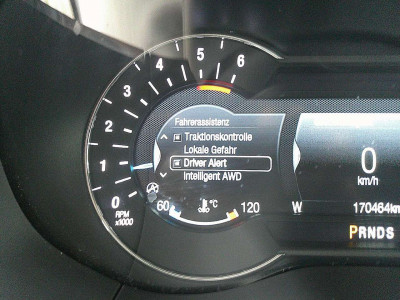 6
5
4
3
2
1
0
RPM
x1000
Fahrerassistenz
Traktionskontrolle
Lokale Gefahr
Driver Alert
Intelligent AWD
60 °C 120
0
km/h
W 170464km
PRNDS